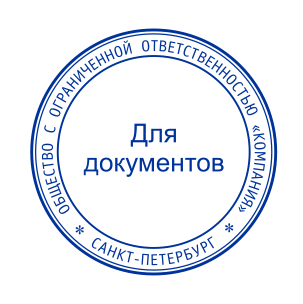 ОБЩЕСТВО С ОГРАНИЧЕННОЙ ОТВЕТСТВЕННОСТЬЮ «КОМПАНИЯ»
* САНКТ-ПЕТЕРБУРГ *
Для
документов